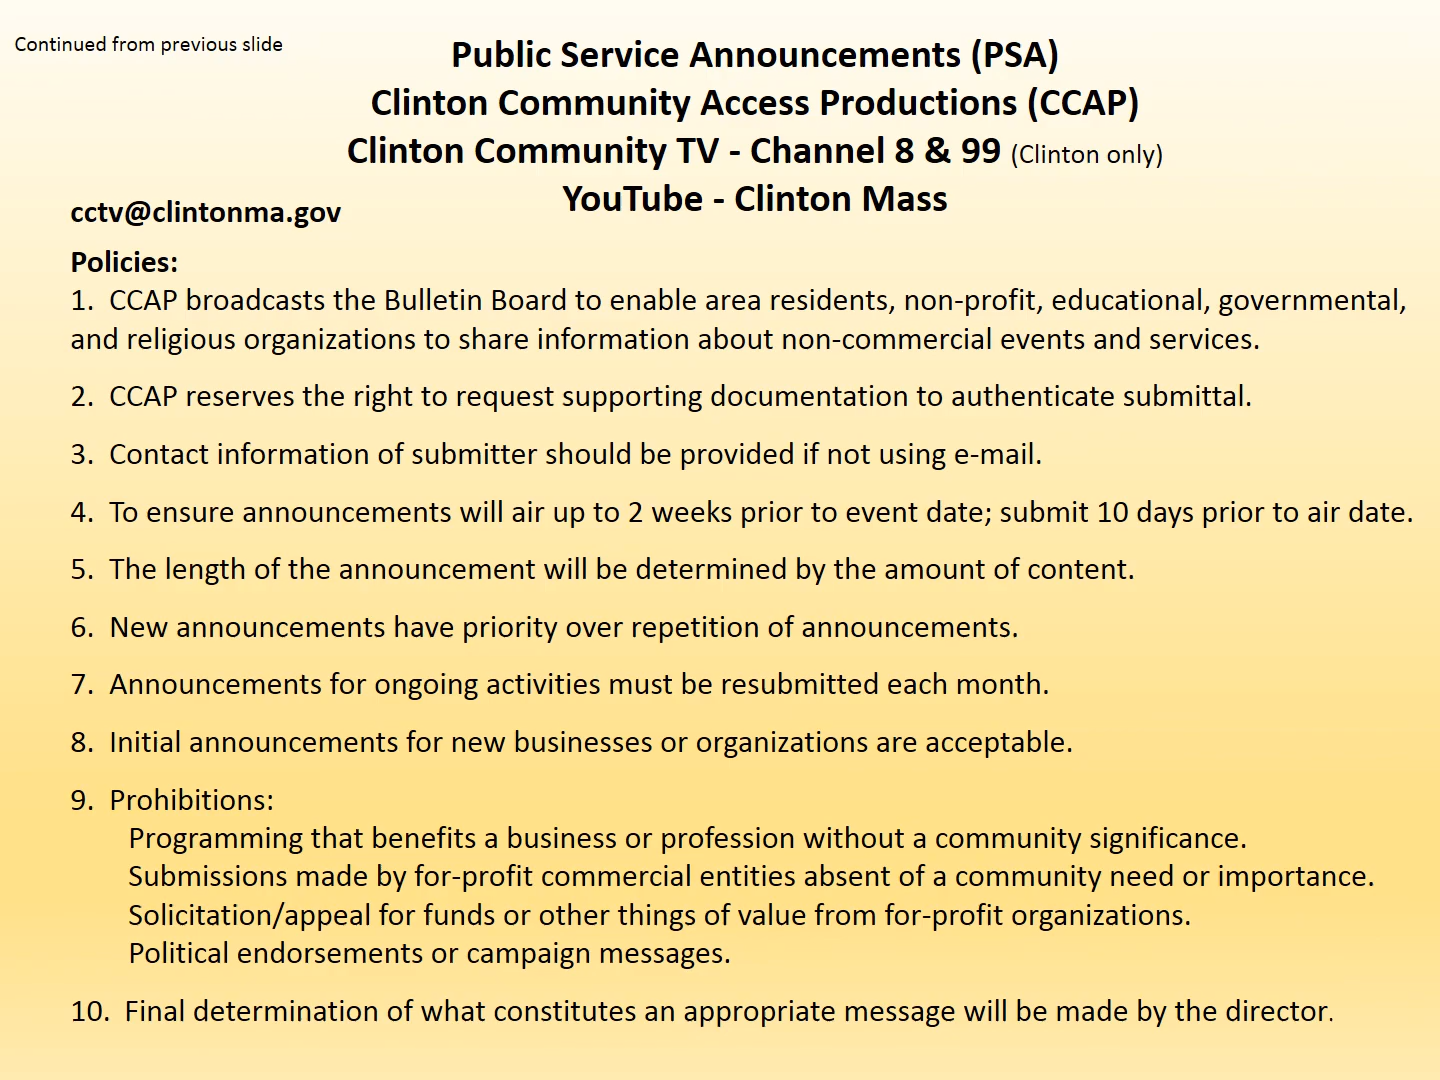 Continued from previous slide
Public Service Announcements (PSA)
Clinton Community Access Productions (CCAP)
Clinton Community TV - Channel 8 & 99 (Clinton only)
YouTube - Clinton Mass
cctv@clintonma.gov
Policies:
1.  CCAP broadcasts the Bulletin Board to enable area residents, non-profit, educational, governmental,
and religious organizations to share information about non-commercial events and services.
2.  CCAP reserves the right to request supporting documentation to authenticate submittal.
3.  Contact information of submitter should be provided if not using e-mail.
4.  To ensure announcements will air up to 2 weeks prior to event date; submit 10 days prior to air date.
5.  The length of the announcement will be determined by the amount of content.
6.  New announcements have priority over repetition of announcements.
7.  Announcements for ongoing activities must be resubmitted each month.
8.  Initial announcements for new businesses or organizations are acceptable.
9.  Prohibitions:
Programming that benefits a business or profession without a community significance.
Submissions made by for-profit commercial entities absent of a community need or importance.
Solicitation/appeal for funds or other things of value from for-profit organizations.
Political endorsements or campaign messages.
10.  Final determination of what constitutes an appropriate message will be made by the director.